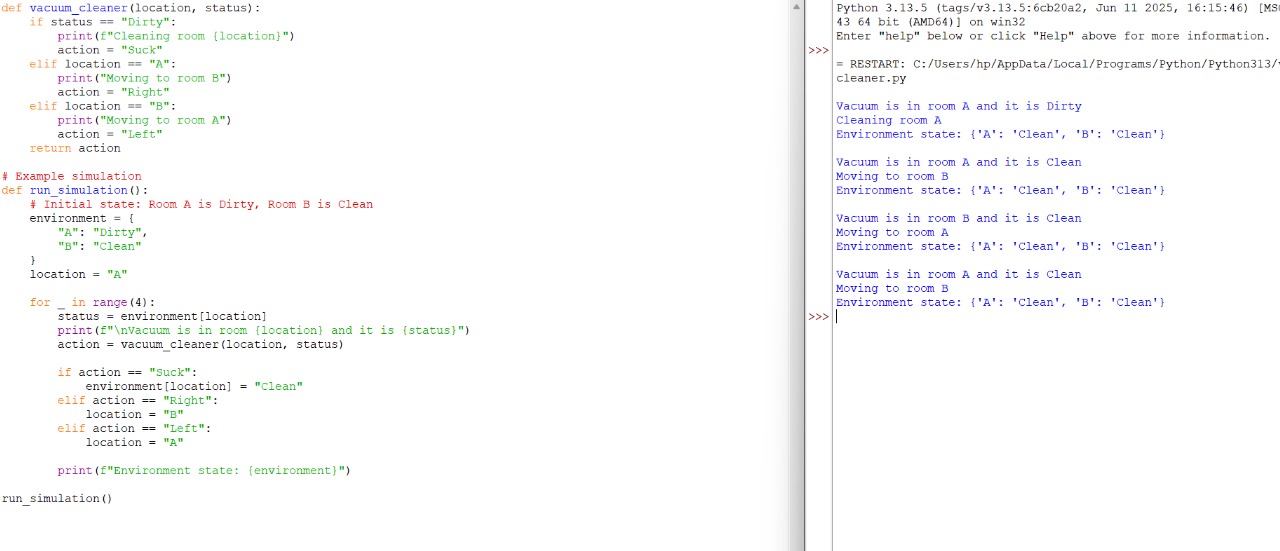 def vacuum_cleaner(location, status):
    if status == "Dirty":
        print(f"Cleaning room {location}")
        action = "Suck"
    elif location == "A":
        print("Moving to room B")
        action = "Right"
    elif location == "B":
        print("Moving to room A")
        action = "Left"
    return action

# Example simulation
def run_simulation():
    # Initial state: Room A is Dirty, Room B is Clean
    environment = {
        "A": "Dirty",
        "B": "Clean"
    }
    location = "A"

    for _ in range(4):
        status = environment[location]
        print(f"\nVacuum is in room {location} and it is {status}")
        action = vacuum_cleaner(location, status)

        if action == "Suck":
            environment[location] = "Clean"
        elif action == "Right":
            location = "B"
        elif action == "Left":
            location = "A"

        print(f"Environment state: {environment}")

run_simulation()

Python 3.13.5 (tags/v3.13.5:6cb20a2, Jun 11 2025, 16:15:46) [MS
43 64 bit (AMD64)] on win32
Enter "help" below or click "Help" above for more information.
>>>
= RESTART: C:/Users/hp/AppData/Local/Programs/Python/Python313/
cleaner.py

Vacuum is in room A and it is Dirty
Cleaning room A
Environment state: {'A': 'Clean', 'B': 'Clean'}

Vacuum is in room A and it is Clean
Moving to room B
Environment state: {'A': 'Clean', 'B': 'Clean'}

Vacuum is in room B and it is Clean
Moving to room A
Environment state: {'A': 'Clean', 'B': 'Clean'}

Vacuum is in room A and it is Clean
Moving to room B
Environment state: {'A': 'Clean', 'B': 'Clean'}
>>>